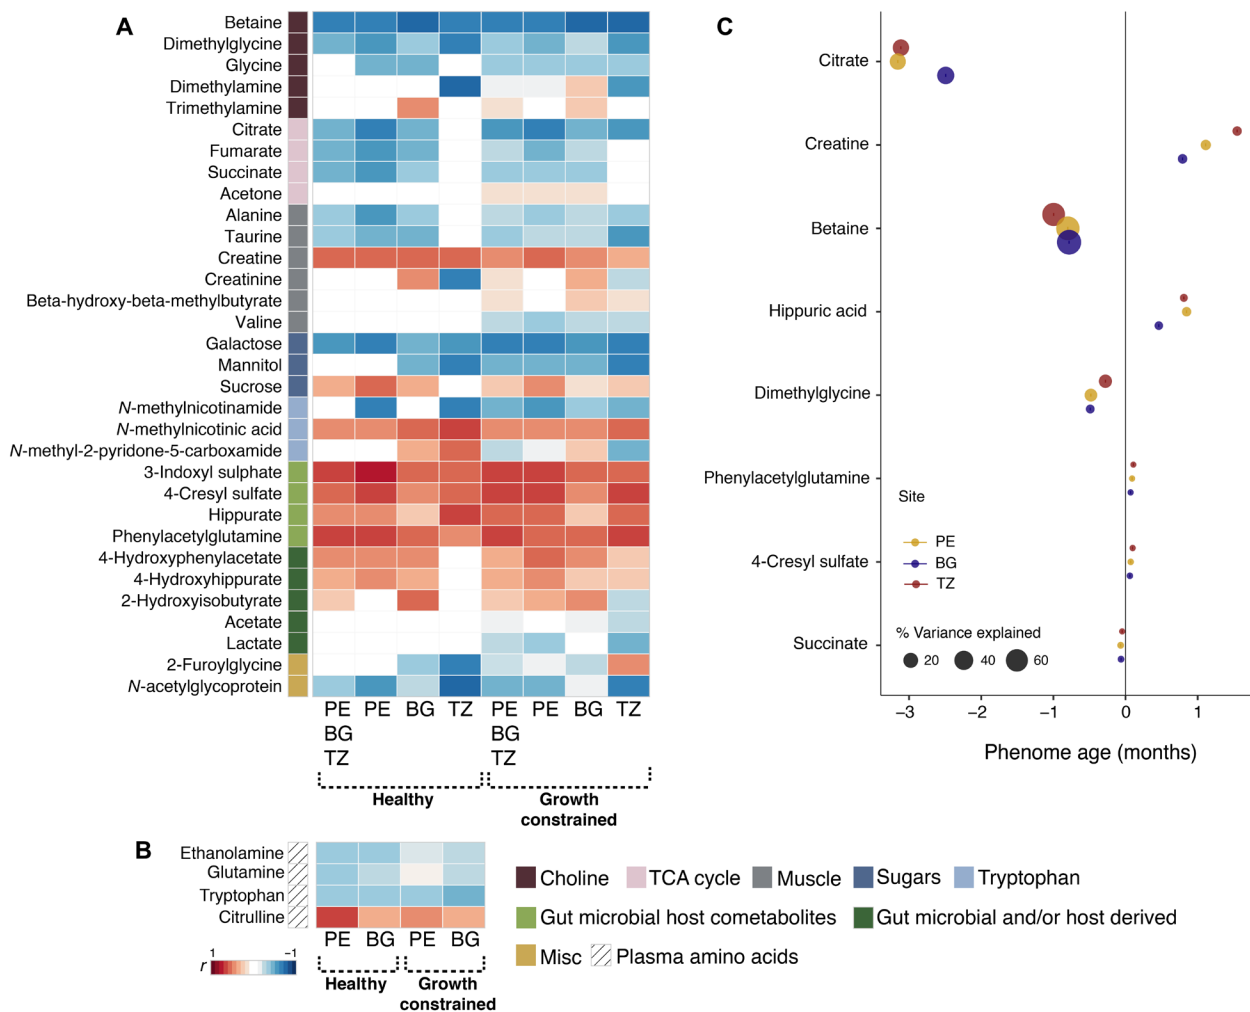 A
Betaine
Dimethylglycine
Glycine
Dimethylamine
Trimethylamine
Citrate
Fumarate
Succinate
Acetone
Alanine
Taurine
Creatine
Creatinine
Beta-hydroxy-beta-methylbutyrate
Valine
Galactose
Mannitol
Sucrose
N-methylnicotinamide
N-methylnicotinic acid
N-methyl-2-pyridone-5-carboxamide
3-Indoxyl sulphate
4-Cresyl sulfate
Hippurate
Phenylacetylglutamine
4-Hydroxyphenylacetate
4-Hydroxyhippurate
2-Hydroxyisobutyrate
Acetate
Lactate
2-Furoylglycine
N-acetylglycoprotein
PE PE BG TZ PE PE BG TZ
BG BG
TZ TZ
Healthy Growth
constrained
C
Citrate
Creatine
Betaine
Hippuric acid
Dimethylglycine
Phenylacetylglutamine
4-Cresyl sulfate
Succinate
Site
PE
BG
TZ
% Variance explained
20 40 60
−3 −2 −1 0 1
Phenome age (months)
B
Ethanolamine
Glutamine
Tryptophan
Citrulline
PE BG PE BG
1 −1
r
Healthy Growth
constrained
Choline TCA cycle Muscle Sugars Tryptophan
Gut microbial host cometabolites Gut microbial and/or host derived
Misc Plasma amino acids